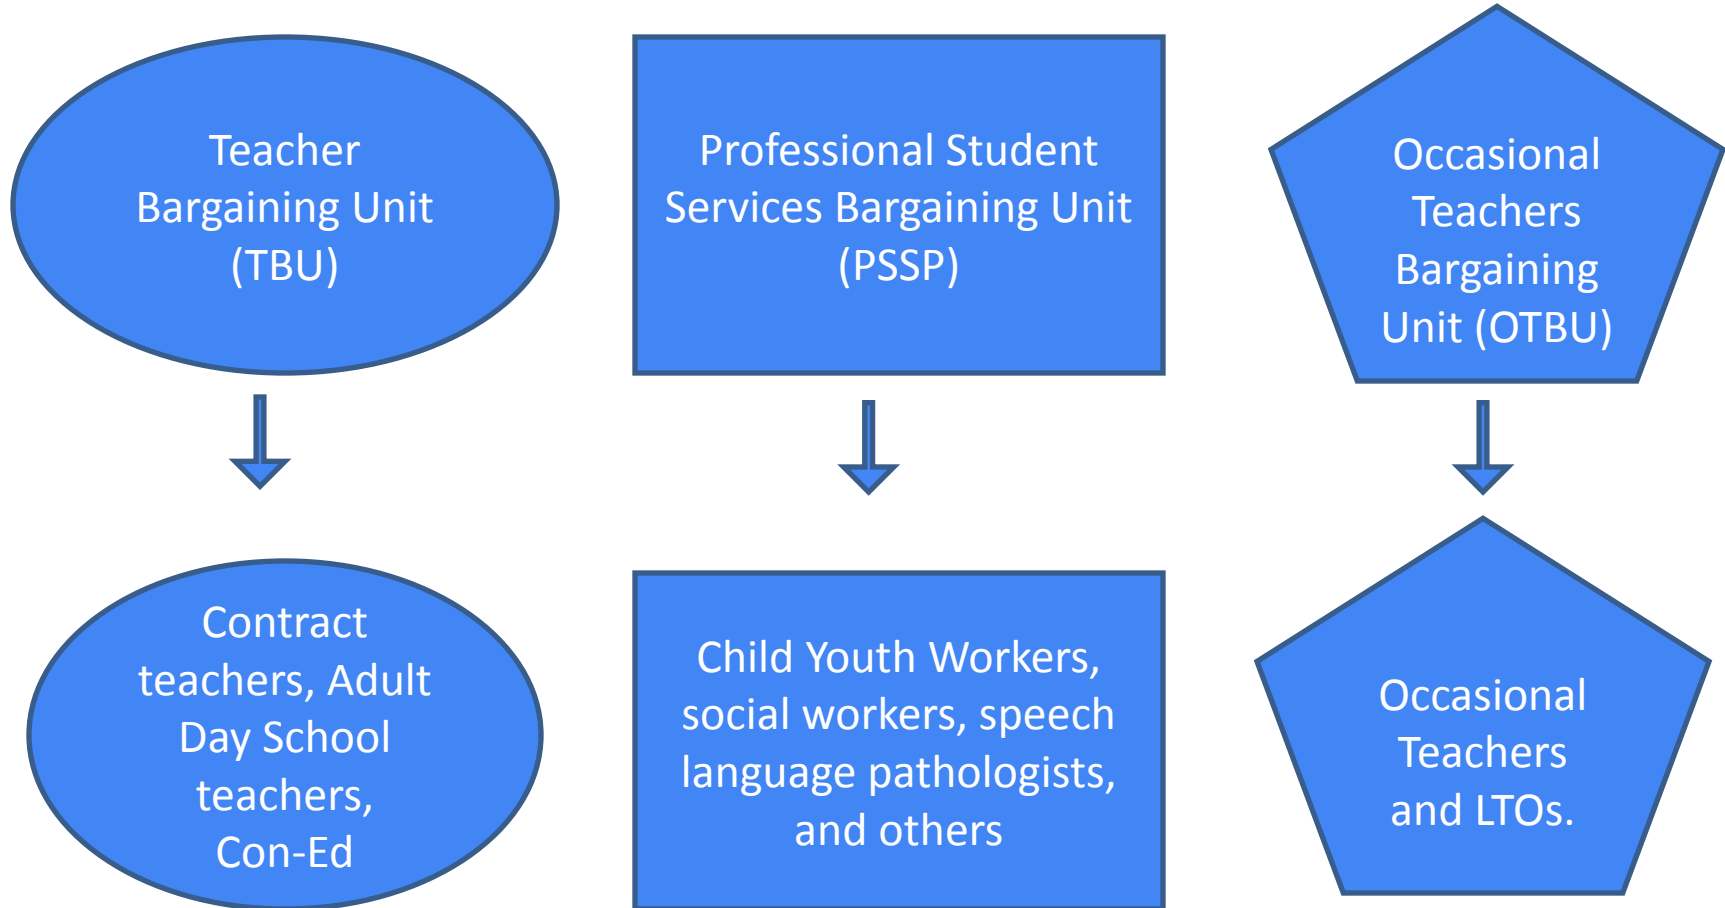 Teacher
Bargaining Unit
(TBU)
Professional Student
Services Bargaining Unit
(PSSP)
Occasional
Teachers
Bargaining
Unit (OTBU)
Contract
teachers, Adult
Day School
teachers,
Con-Ed
Child Youth Workers,
social workers, speech
language pathologists,
and others
Occasional
Teachers
and LTOs.